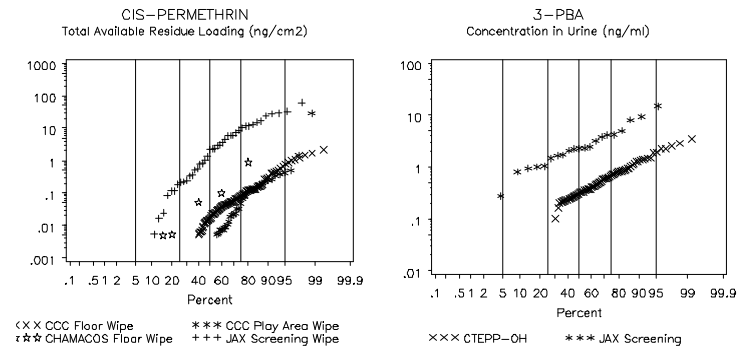 CIS-PERMETHRIN
Total Available Residue Loading (ng/cm2)
1000
100
10
1
.1
.01
.001
.1 .5 1 2 5 10 20 40 60 80 90 95 99 99.9
Percent
× × CCC Floor Wipe
*** CCC Play Area Wipe
☆☆ CHAMACOS Floor Wipe
+++ JAX Screening Wipe
3-PBA
Concentration in Urine (ng/ml)
100
10
1
.1
.01
.1 .5 1 2 5 10 20 40 60 80 90 95 99 99.9
Percent
××× CTEPP-OH
*** JAX Screening